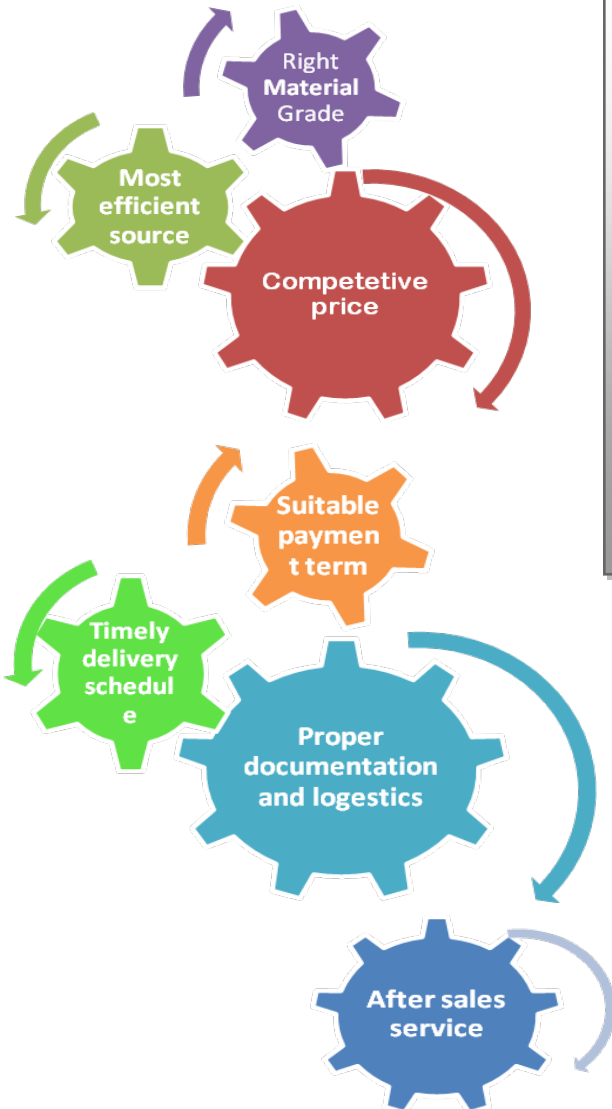 Right
Material
Grade
Most
efficient
source
Competetive
price
Suitable
paymen
t term
Timely
delivery
schedul
e
Proper
documentation
and logestics
After sales
service